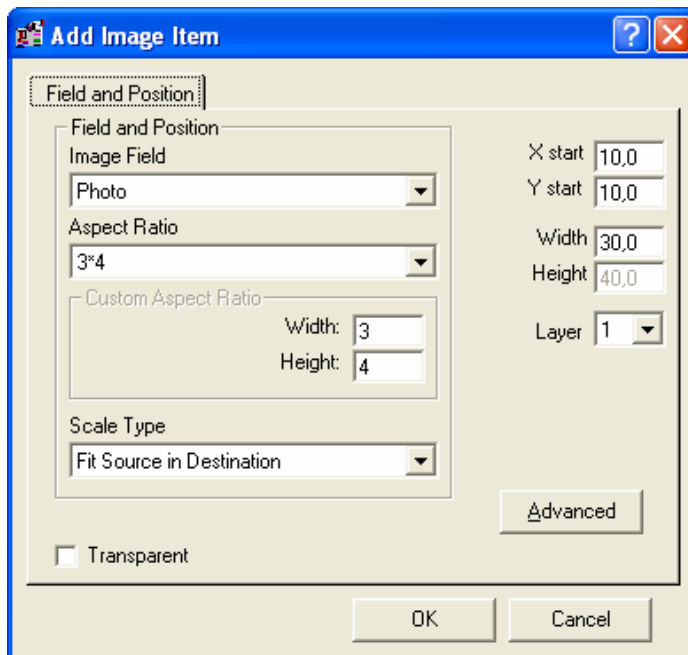 Add Image Item
Field and Position
Field and Position
Image Field
Photo
Aspect Ratio
3*4
Custom Aspect Ratio
Width: 3
Height: 4
Scale Type
Fit Source in Destination
Transparent
X start 10,0
Y start 10,0
Width 30,0
Height 40,0
Layer 1
Advanced
OK Cancel